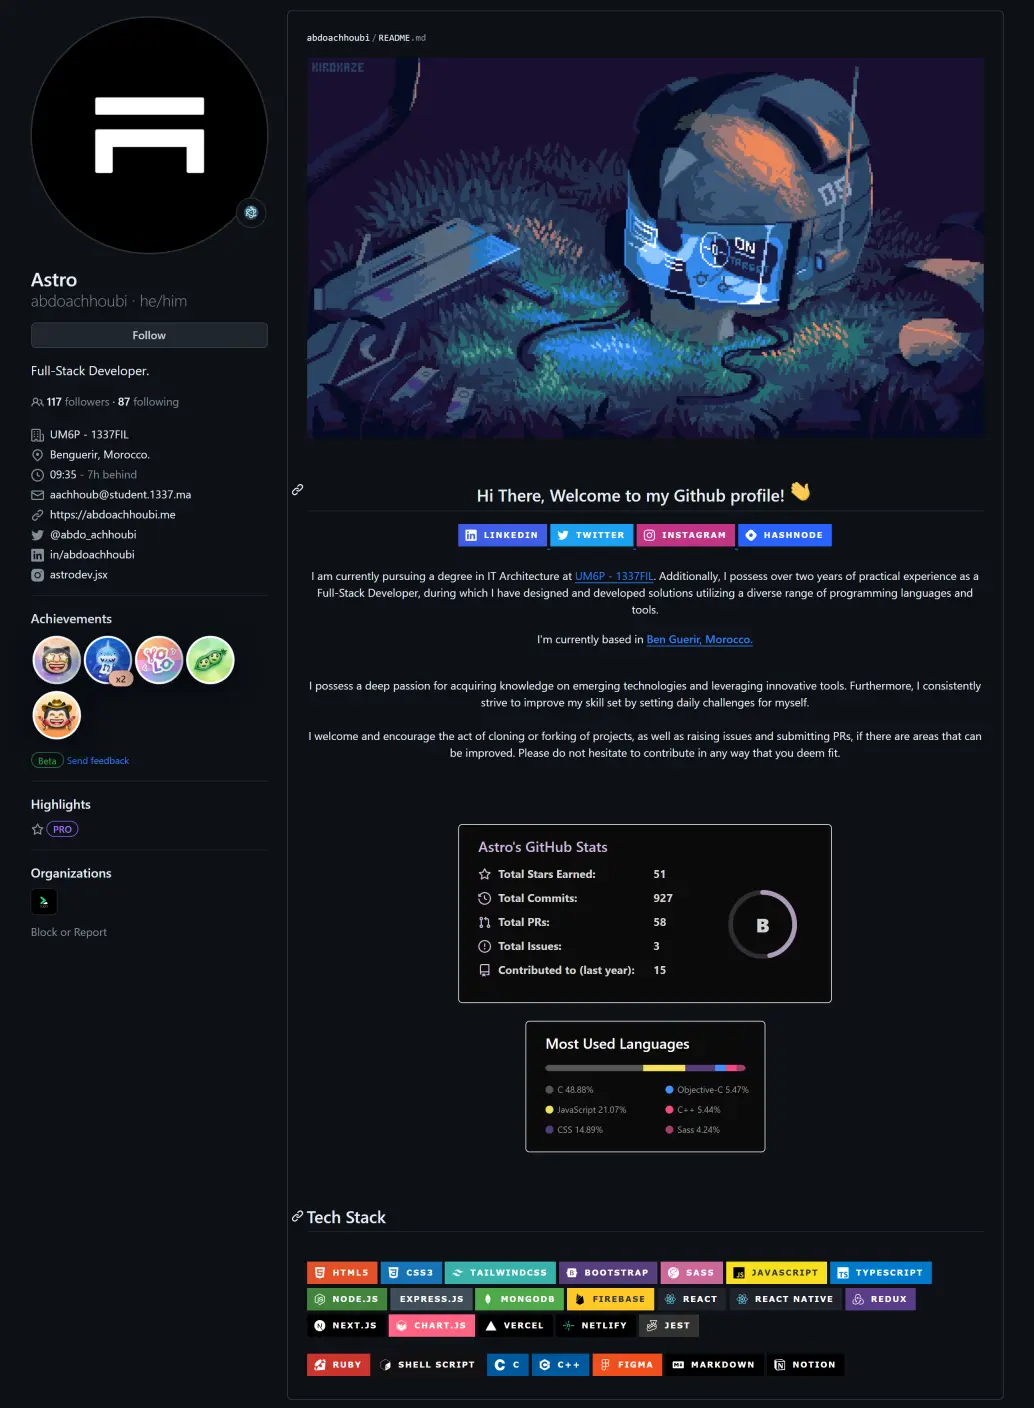 Astro
abdoachhoubi · he/him
Follow
Full-Stack Developer.
117 followers · 87 following
UM6P - 1337FIL
Benguerir, Morocco.
09:35 - 7h behind
aachhoub@student.1337.ma
https://abdoachhoubi.me
@abdo_achhoubi
in/abdoachhoubi
astrodev.jsx
Achievements
x2
YOLO
Beta Send feedback
Highlights
PRO
Organizations
Block or Report
abdoachhoubi/README.md
KIROKAZE
05
ON
TARGET
Hi There, Welcome to my Github profile! 👋
LINKEDIN TWITTER INSTAGRAM HASHNODE
I am currently pursuing a degree in IT Architecture at UM6P - 1337FIL. Additionally, I possess over two years of practical experience as a
Full-Stack Developer, during which I have designed and developed solutions utilizing a diverse range of programming languages and
tools.
I'm currently based in Ben Guerir, Morocco.
I possess a deep passion for acquiring knowledge on emerging technologies and leveraging innovative tools. Furthermore, I consistently
strive to improve my skill set by setting daily challenges for myself.
I welcome and encourage the act of cloning or forking of projects, as well as raising issues and submitting PRs, if there are areas that can
be improved. Please do not hesitate to contribute in any way that you deem fit.
Astro's GitHub Stats
Total Stars Earned: 51
Total Commits: 927
Total PRs: 58
Total Issues: 3
Contributed to (last year): 15
B
Most Used Languages
C 48.88%
JavaScript 21.07%
CSS 14.89%
Objective-C 5.47%
C++ 5.44%
Sass 4.24%
Tech Stack
HTML5 CSS3 TAILWINDCSS BOOTSTRAP SASS JAVASCRIPT TYPESCRIPT
NODE.JS EXPRESS.JS MONGODB FIREBASE REACT REACT NATIVE REDUX
NEXT.JS CHART.JS VERCEL NETLIFY JEST
RUBY SHELL SCRIPT C C++ FIGMA MARKDOWN NOTION